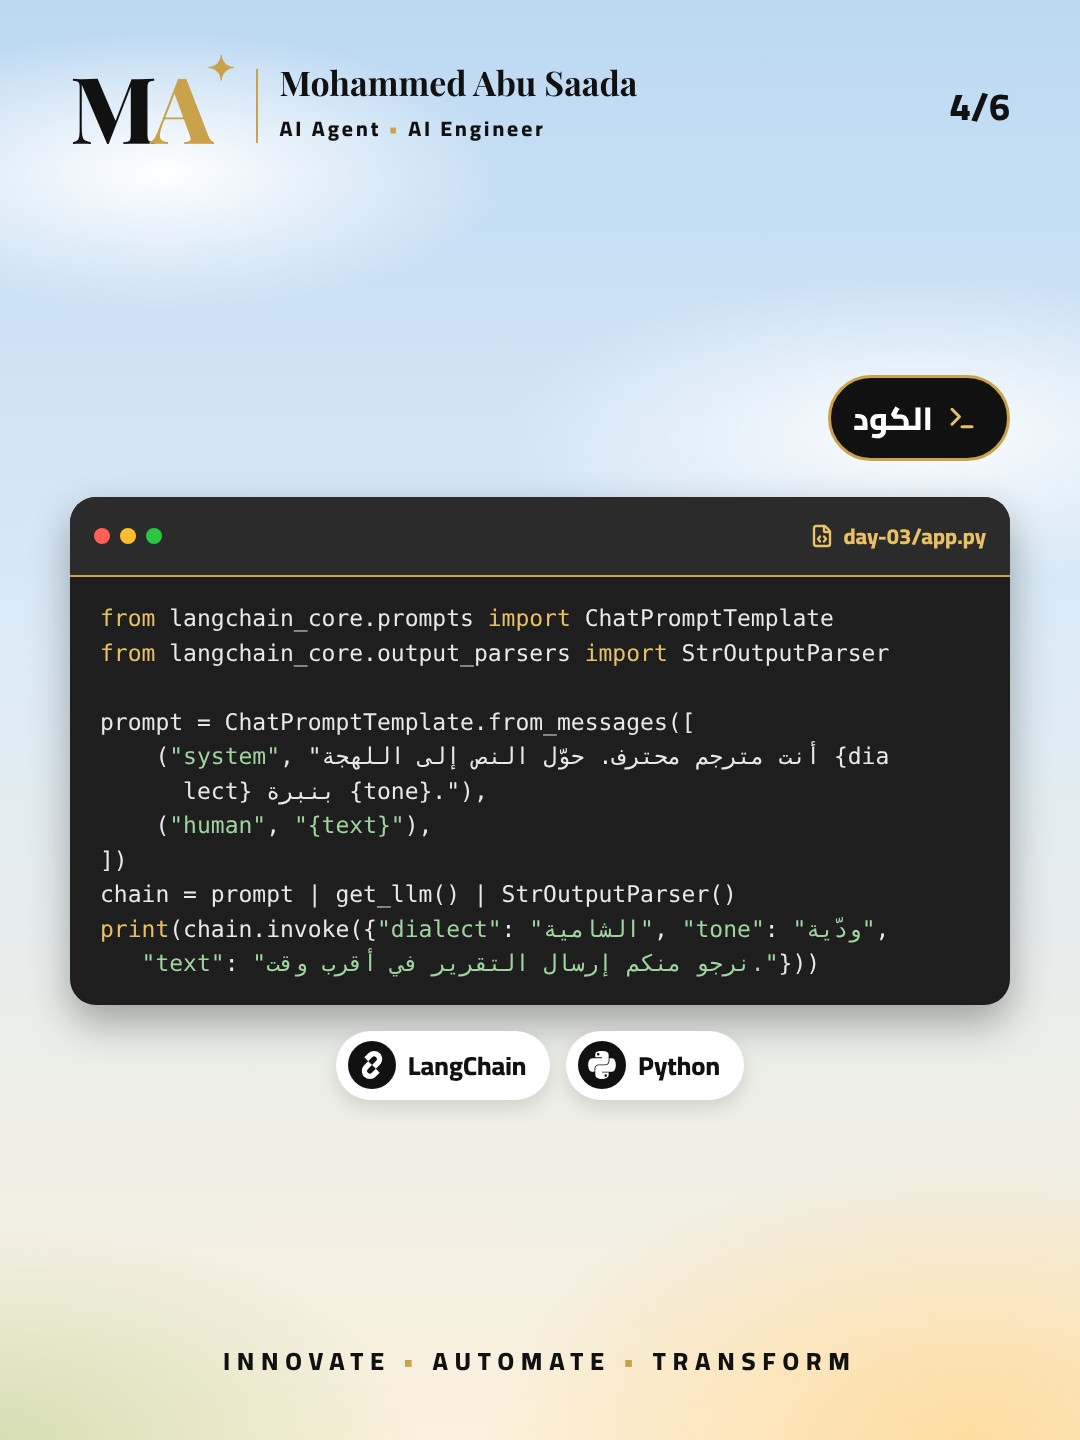 MA
Mohammed Abu Saada
AI Agent ▪ AI Engineer
4/6
الكود
day-03/app.py
from langchain_core.prompts import ChatPromptTemplate
from langchain_core.output_parsers import StrOutputParser
prompt = ChatPromptTemplate.from_messages([
("system", "أنت مترجم محترف. حوّل النص إلى اللهجة {dia
lect} بنبرة {tone}."),
("human", "{text}"),
])
chain = prompt | get_llm() | StrOutputParser()
print(chain.invoke({"dialect": "الشامية", "tone": "ودّية",
"text": "نرجو منكم إرسال التقرير في أقرب وقت."}))
LangChain
Python
INNOVATE ▪ AUTOMATE ▪ TRANSFORM